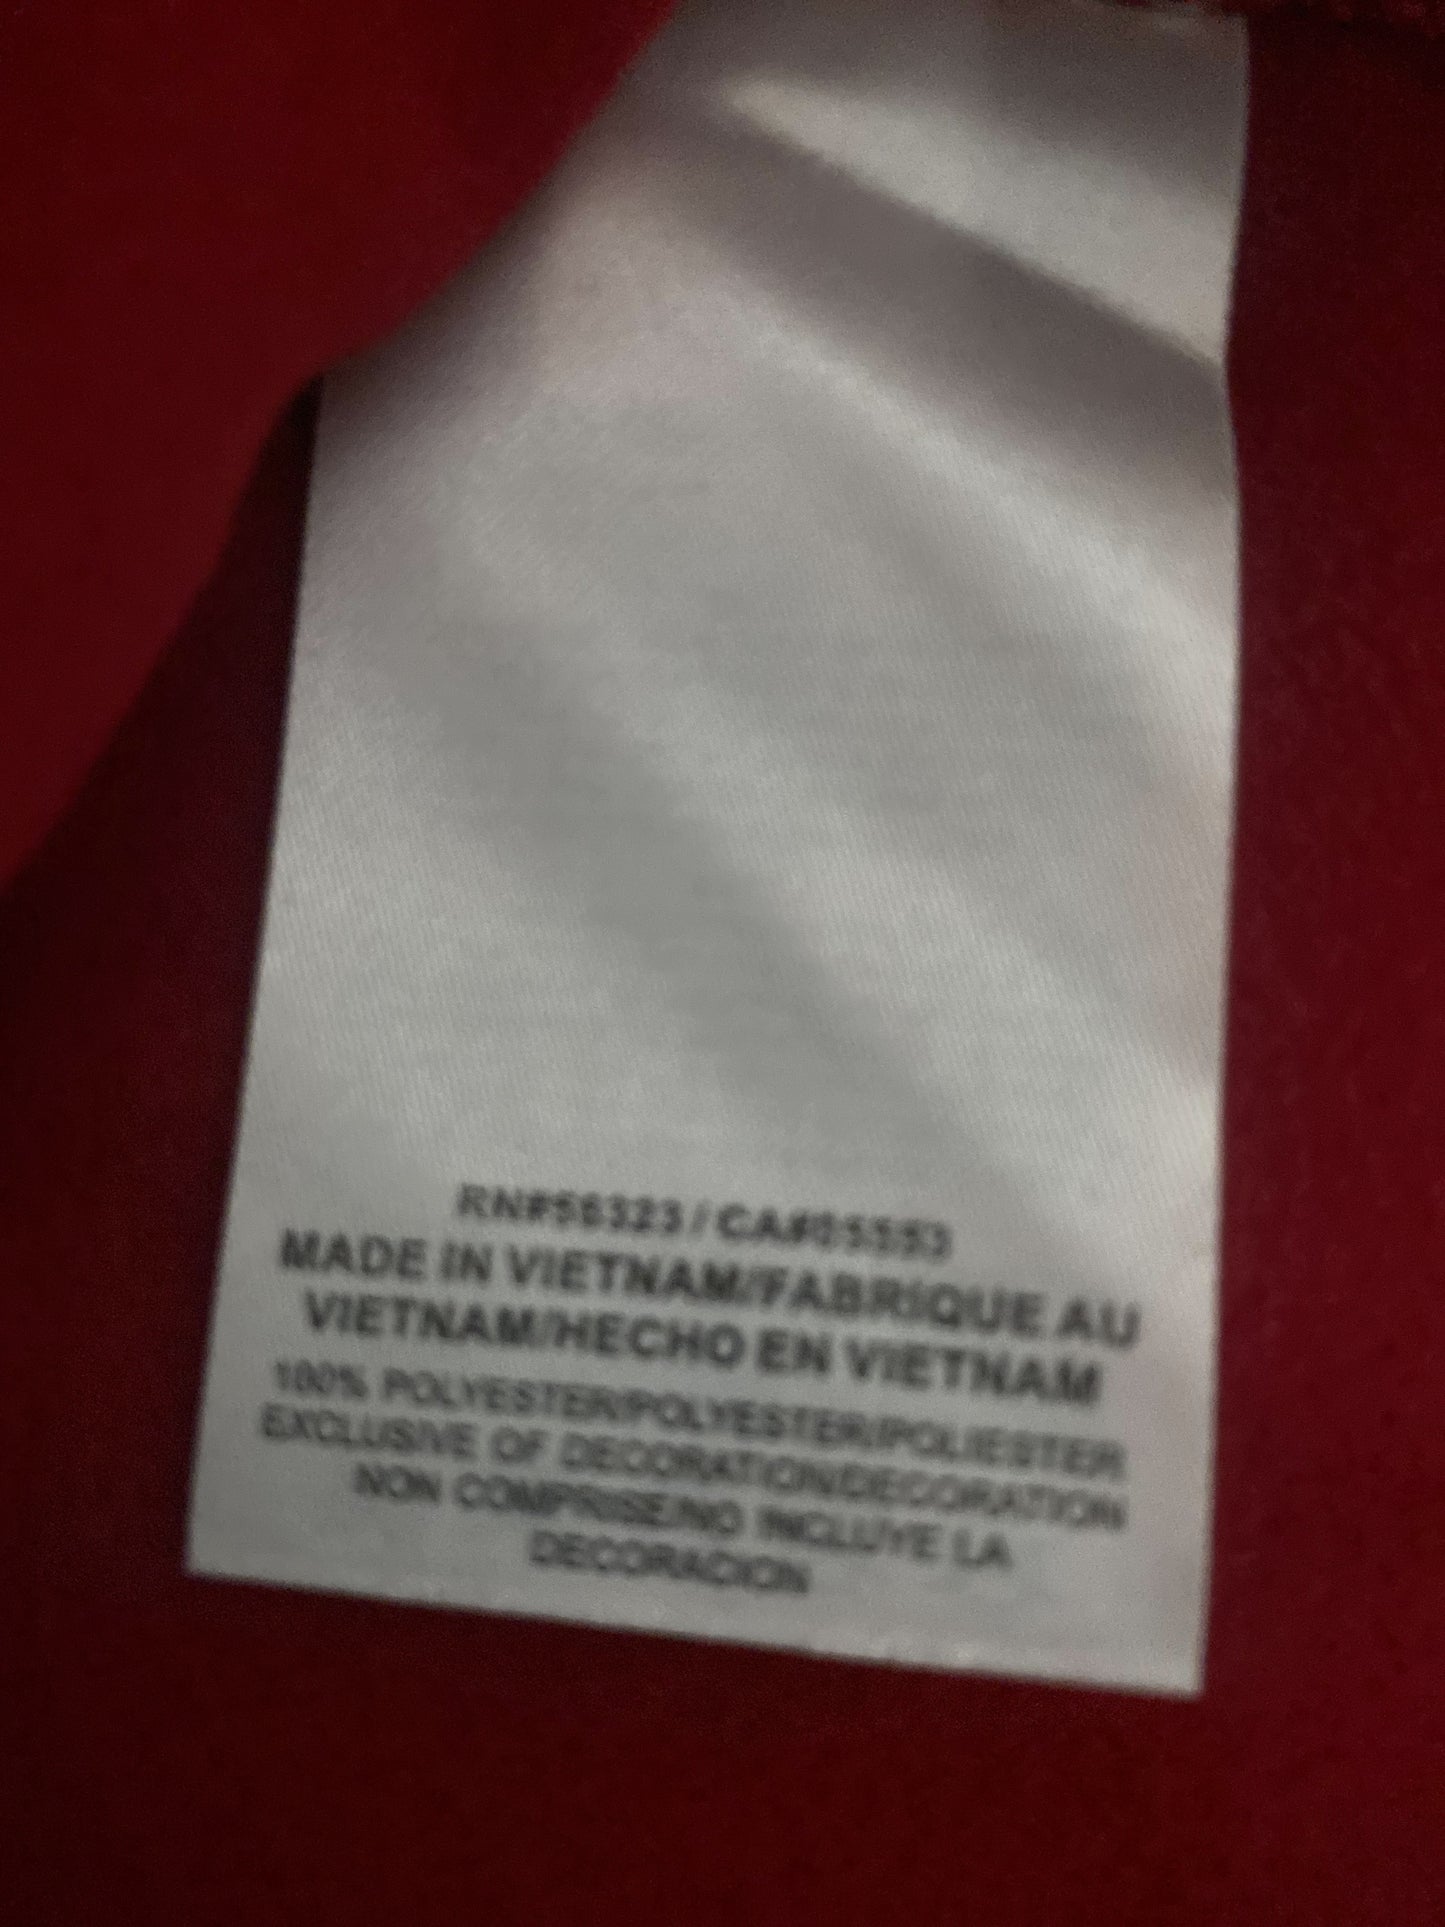 RN#56323 / CA#05553
MADE IN VIETNAM/FABRIQUE AU
VIETNAM/HECHO EN VIETNAM
100% POLYESTER/POLYESTER/POLIESTER
EXCLUSIVE OF DECORATION/DECORATION
NON COMPRISE/NO INCLUYE LA
DECORACION